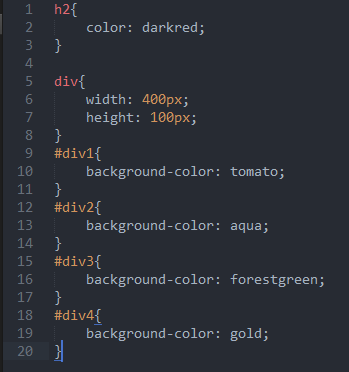 1 h2{
2     color: darkred;
3 }
4
5 div{
6     width: 400px;
7     height: 100px;
8 }
9 #div1{
10     background-color: tomato;
11 }
12 #div2{
13     background-color: aqua;
14 }
15 #div3{
16     background-color: forestgreen;
17 }
18 #div4{
19     background-color: gold;
20 }